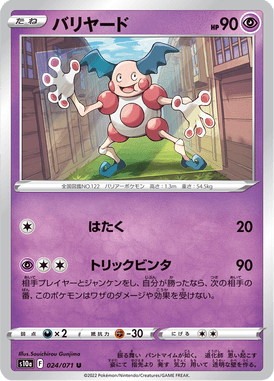 たね バリヤード HP90
全国図鑑NO.122 バリアーポケモン 高さ：1.3m 重さ：54.5kg
はたく 20
トリックビンタ 90
相手プレイヤーとジャンケンをし、自分が勝ったなら、次の相手の番、
このポケモンはワザのダメージや効果を受けない。
弱点 ×2 抵抗力 -30 にげる
Illus. Souichirou Gunjima
s10a F 024/071 U
©2022 Pokémon/Nintendo/Creatures/GAME FREAK.